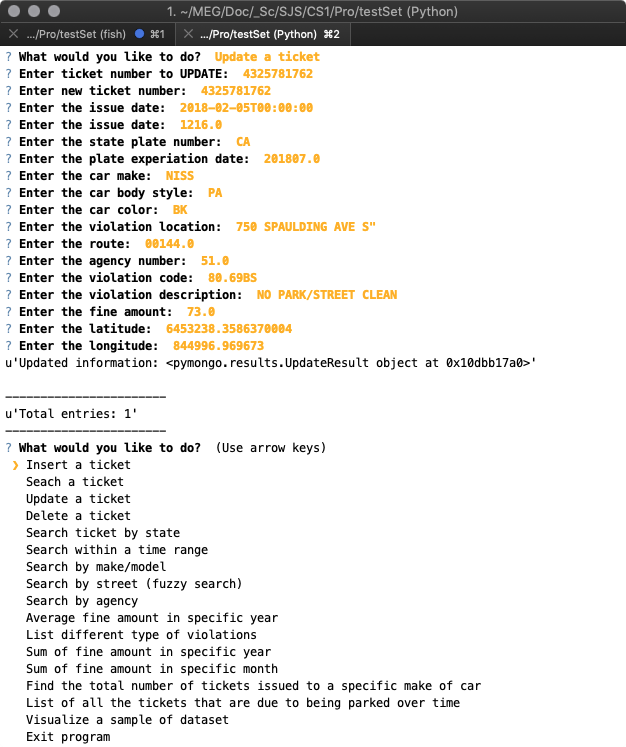 1. ~/MEG/Doc/_Sc/SJS/CS1/Pro/testSet (Python)
.../Pro/testSet (fish) ⌘1 .../Pro/testSet (Python) ⌘2
? What would you like to do? Update a ticket
? Enter ticket number to UPDATE: 4325781762
? Enter new ticket number: 4325781762
? Enter the issue date: 2018-02-05T00:00:00
? Enter the issue date: 1216.0
? Enter the state plate number: CA
? Enter the plate experiation date: 201807.0
? Enter the car make: NISS
? Enter the car body style: PA
? Enter the car color: BK
? Enter the violation location: 750 SPAULDING AVE S"
? Enter the route: 00144.0
? Enter the agency number: 51.0
? Enter the violation code: 80.69BS
? Enter the violation description: NO PARK/STREET CLEAN
? Enter the fine amount: 73.0
? Enter the latitude: 6453238.3586370004
? Enter the longitude: 844996.969673
u'Updated information: <pymongo.results.UpdateResult object at 0x10dbb17a0>'
-----------------------
u'Total entries: 1'
-----------------------
? What would you like to do? (Use arrow keys)
❯ Insert a ticket
Seach a ticket
Update a ticket
Delete a ticket
Search ticket by state
Search within a time range
Search by make/model
Search by street (fuzzy search)
Search by agency
Average fine amount in specific year
List different type of violations
Sum of fine amount in specific year
Sum of fine amount in specific month
Find the total number of tickets issued to a specific make of car
List of all the tickets that are due to being parked over time
Visualize a sample of dataset
Exit program